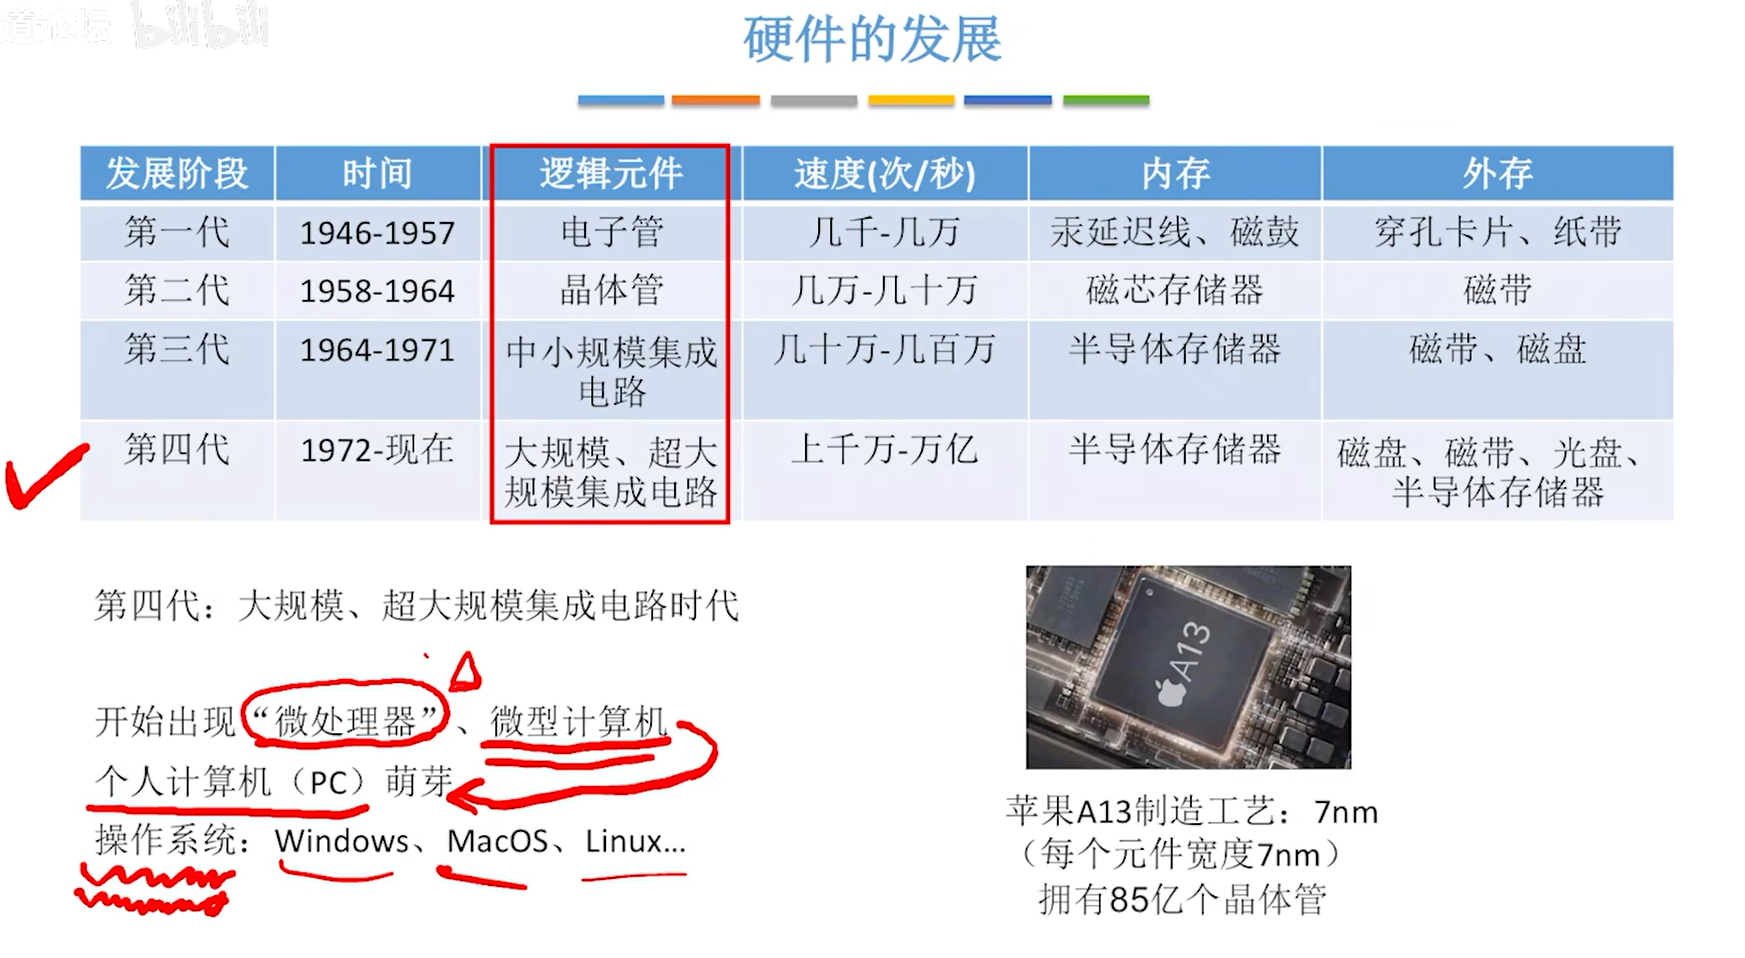 道论坛 bilibili
硬件的发展
发展阶段 时间 逻辑元件 速度(次/秒) 内存 外存
第一代 1946-1957 电子管 几千-几万 汞延迟线、磁鼓 穿孔卡片、纸带
第二代 1958-1964 晶体管 几万-几十万 磁芯存储器 磁带
第三代 1964-1971 中小规模集成 几十万-几百万 半导体存储器 磁带、磁盘
电路
第四代 1972-现在 大规模、超大 上千万-万亿 半导体存储器 磁盘、磁带、光盘、
规模集成电路 半导体存储器
第四代：大规模、超大规模集成电路时代
开始出现“微处理器”、微型计算机
个人计算机（PC）萌芽
操作系统：Windows、MacOS、Linux...
A13
苹果A13制造工艺：7nm
（每个元件宽度7nm）
拥有85亿个晶体管